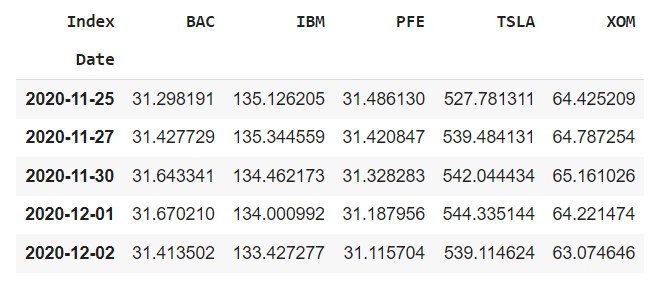 Index BAC IBM PFE TSLA XOM
Date
2020-11-25 31.298191 135.126205 31.486130 527.781311 64.425209
2020-11-27 31.427729 135.344559 31.420847 539.484131 64.787254
2020-11-30 31.643341 134.462173 31.328283 542.044434 65.161026
2020-12-01 31.670210 134.000992 31.187956 544.335144 64.221474
2020-12-02 31.413502 133.427277 31.115704 539.114624 63.074646